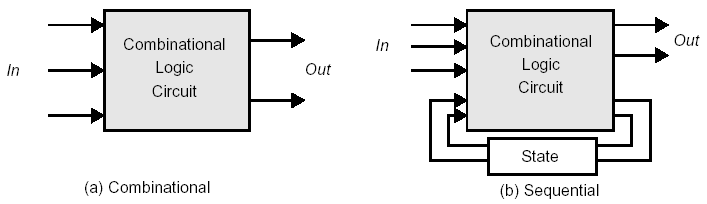 In
Combinational
Logic
Circuit
Out
(a) Combinational
In
Combinational
Logic
Circuit
Out
State
(b) Sequential